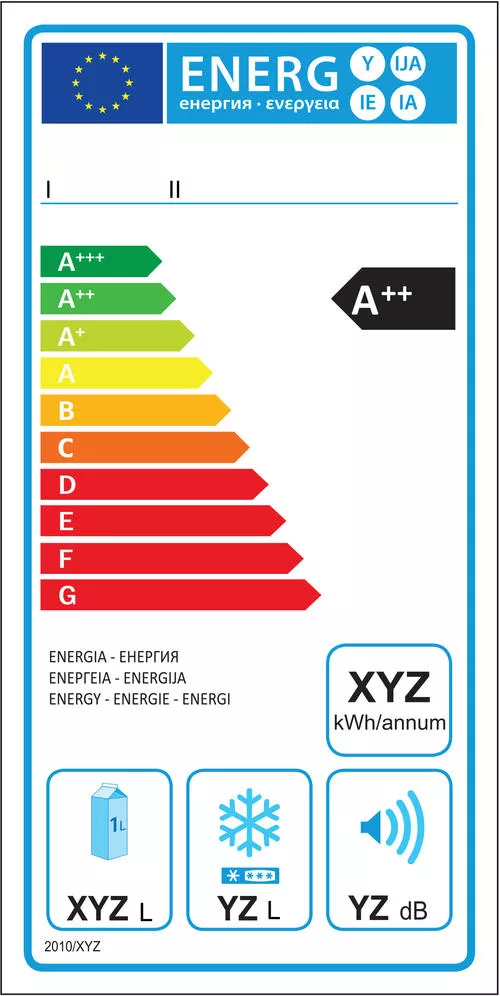 ENERG Y IJA
енергия · ενεργεια IE IA
I II
A+++
A++
A++
A+
A
B
C
D
E
F
G
ENERGIA - ЕНЕРГИЯ
ΕΝΕΡΓΕΙΑ - ENERGIJA
ENERGY - ENERGIE - ENERGI
XYZ
kWh/annum
1L
XYZ L
YZ L
YZ dB
2010/XYZ